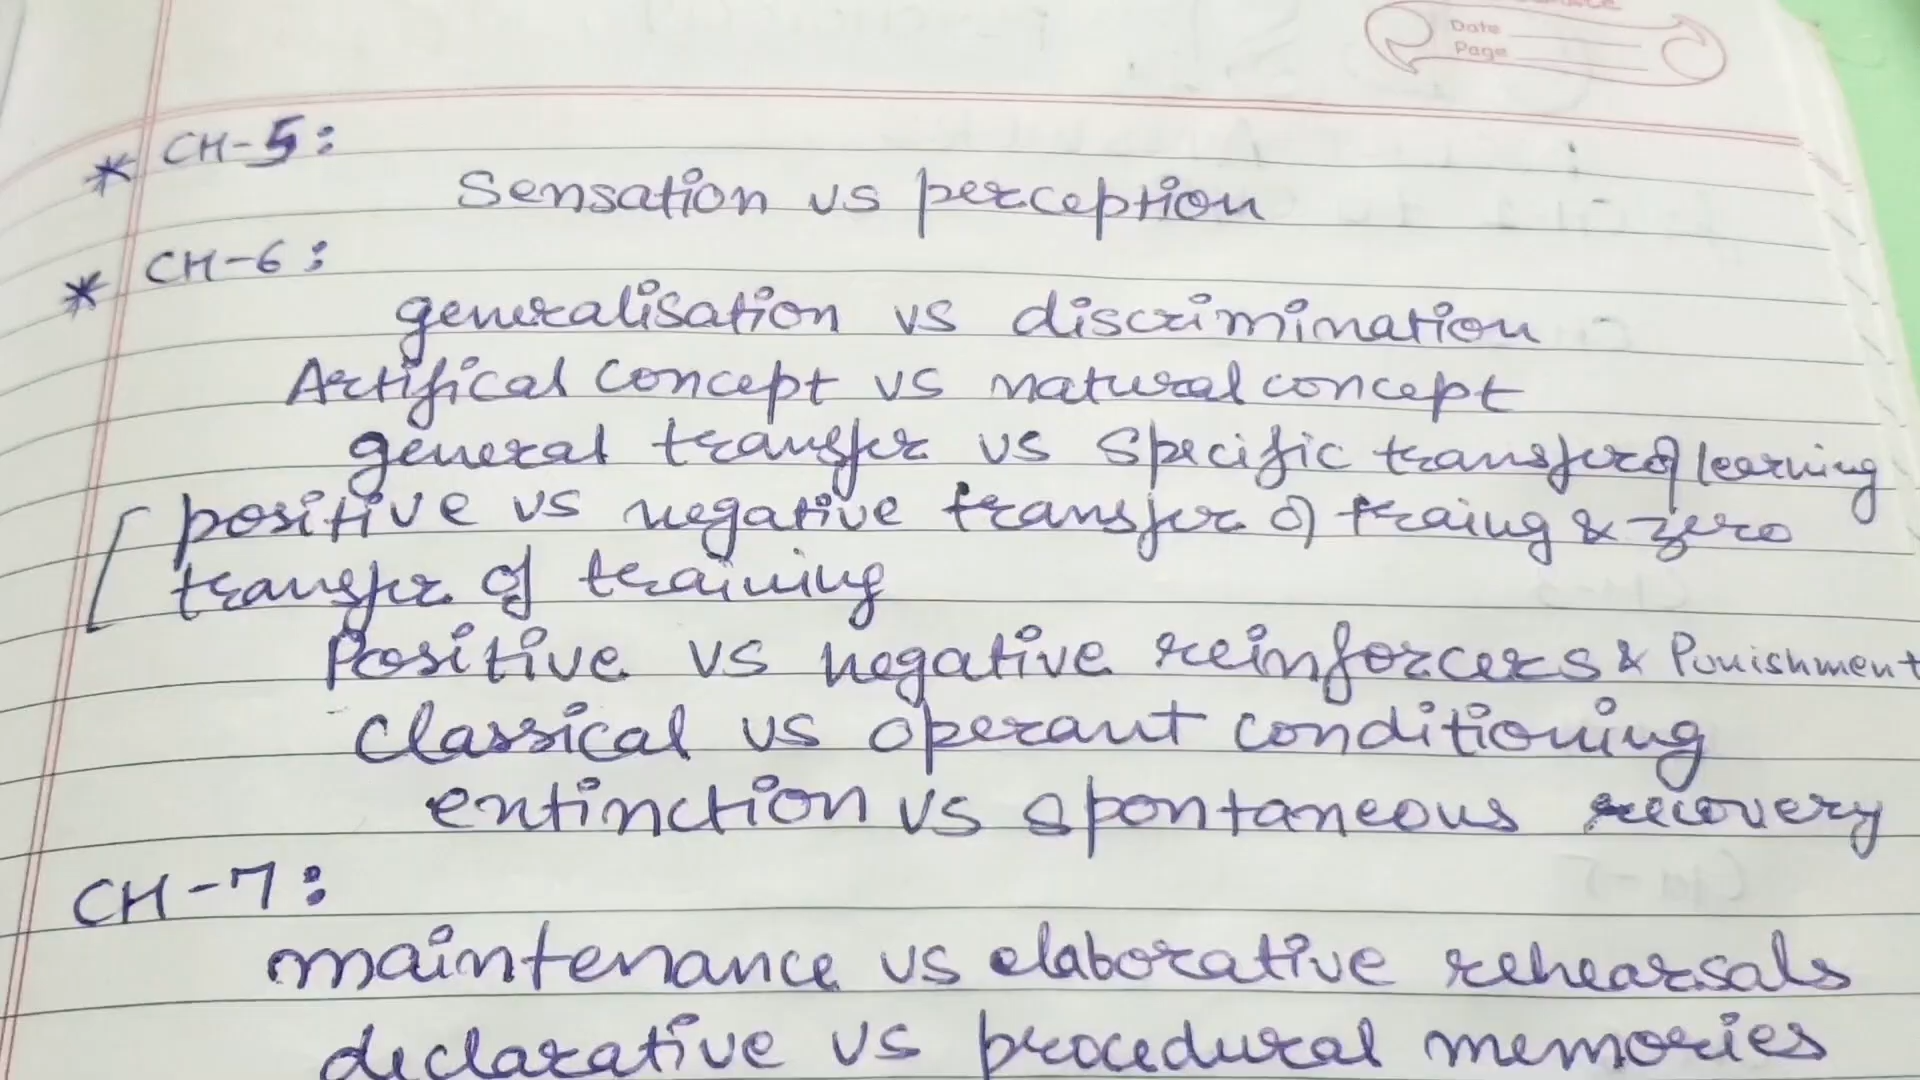 Date
Page
* CH-5:
Sensation vs perception
* CH-6:
generalisation vs discrimination
Artifical concept vs natural concept
general transfer vs specific transfer of learning
positive vs negative transfer of traing & zero
transfer of training
Positive vs negative reinforcers & Punishment
Classical vs operant conditioning
extinction vs spontaneous recovery
CH-7:
maintenance vs elaborative rehearsals
declarative vs procedural memories